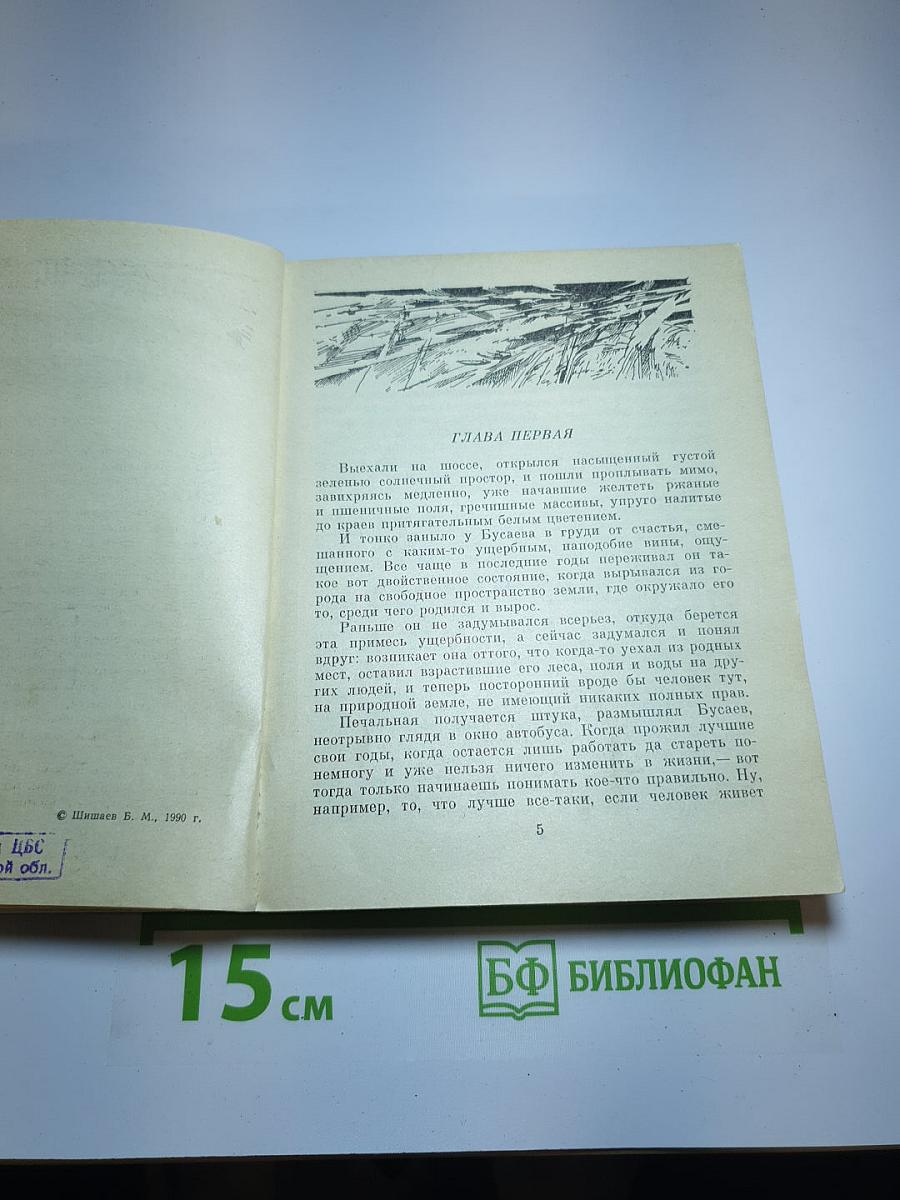 © Шишаев Б. М., 1990 г.
ЦБС
обл.
ГЛАВА ПЕРВАЯ
Выехали на шоссе, открылся насыщенный густой
зеленью солнечный простор, и пошли проплывать мимо,
завихряясь медленно, уже начавшие желтеть ржаные
и пшеничные поля, гречишные массивы, упруго налитые
до краев притягательным белым цветением.
И тонко заныло у Бусаева в груди от счастья, сме-
шанного с каким-то ущербным, наподобие вины, ощу-
щением. Все чаще в последние годы переживал он та-
кое вот двойственное состояние, когда вырывался из го-
рода на свободное пространство земли, где окружало его
то, среди чего родился и вырос.
Раньше он не задумывался всерьез, откуда берется
эта примесь ущербности, а сейчас задумался и понял
вдруг: возникает она оттого, что когда-то уехал из родных
мест, оставил взрастившие его леса, поля и воды на дру-
гих людей, и теперь посторонний вроде бы человек тут,
на природной земле, не имеющий никаких полных прав.
Печальная получается штука, размышлял Бусаев,
неотрывно глядя в окно автобуса. Когда прожил лучшие
свои годы, когда остается лишь работать да стареть по-
немногу и уже нельзя ничего изменить в жизни,— вот
тогда только начинаешь понимать кое-что правильно. Ну,
например, то, что лучше все-таки, если человек живет
5
15 см
БФ БИБЛИОФАН